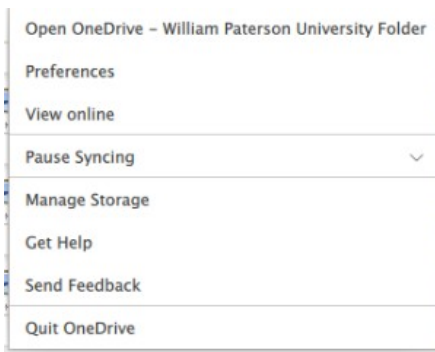 Open OneDrive – William Paterson University Folder
Preferences
View online
Pause Syncing
Manage Storage
Get Help
Send Feedback
Quit OneDrive